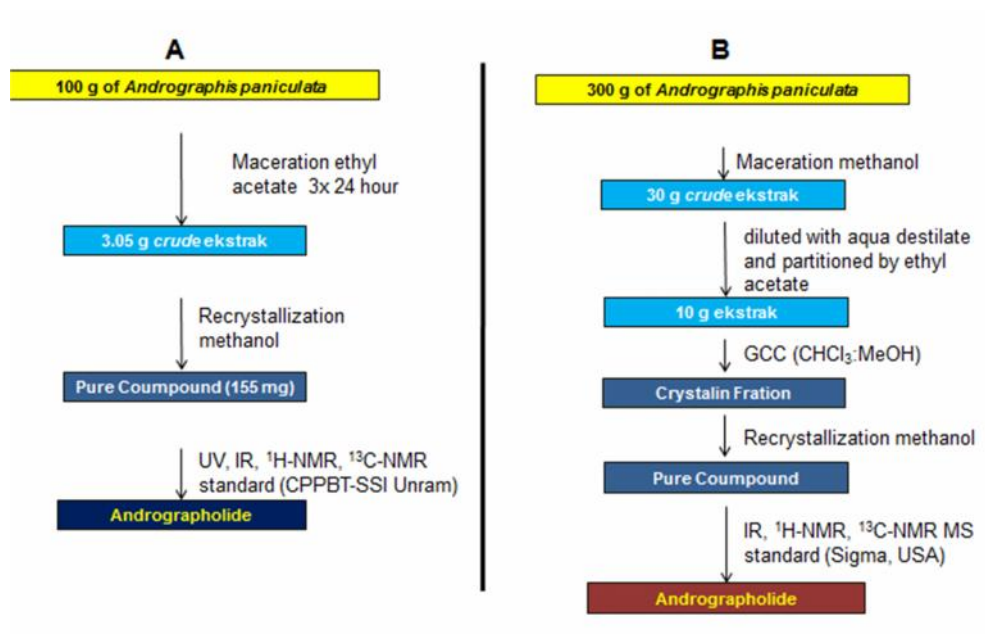 A
100 g of Andrographis paniculata
Maceration ethyl
acetate 3x 24 hour
3.05 g crude ekstrak
Recrystallization
methanol
Pure Coumpound (155 mg)
UV, IR, ¹H-NMR, ¹³C-NMR
standard (CPPBT-SSI Unram)
Andrographolide
B
300 g of Andrographis paniculata
Maceration methanol
30 g crude ekstrak
diluted with aqua destilate
and partitioned by ethyl
acetate
10 g ekstrak
GCC (CHCl₃:MeOH)
Crystalin Fration
Recrystallization methanol
Pure Coumpound
IR, ¹H-NMR, ¹³C-NMR MS
standard (Sigma, USA)
Andrographolide